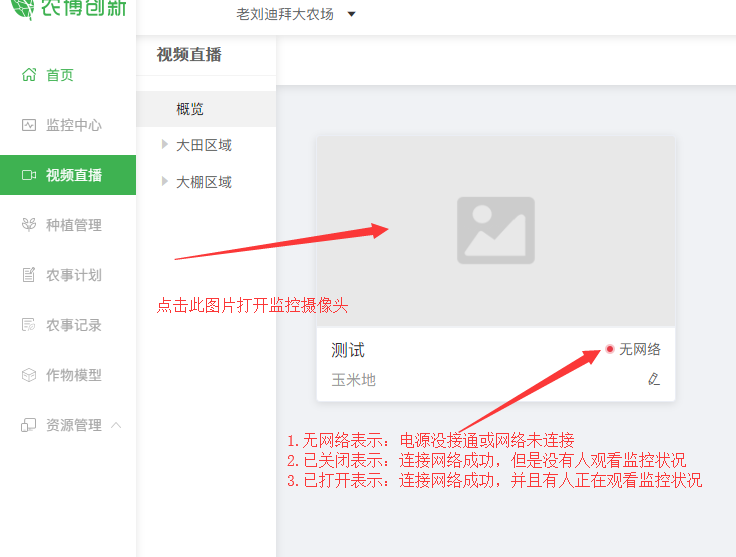 农博创新
老刘迪拜大农场
视频直播
首页
概览
监控中心
大田区域
视频直播
大棚区域
种植管理
农事计划
点击此图片打开监控摄像头
农事记录
测试
无网络
作物模型
玉米地
资源管理
1.无网络表示：电源没接通或网络未连接
2.已关闭表示：连接网络成功，但是没有人观看监控状况
3.已打开表示：连接网络成功，并且有人正在观看监控状况